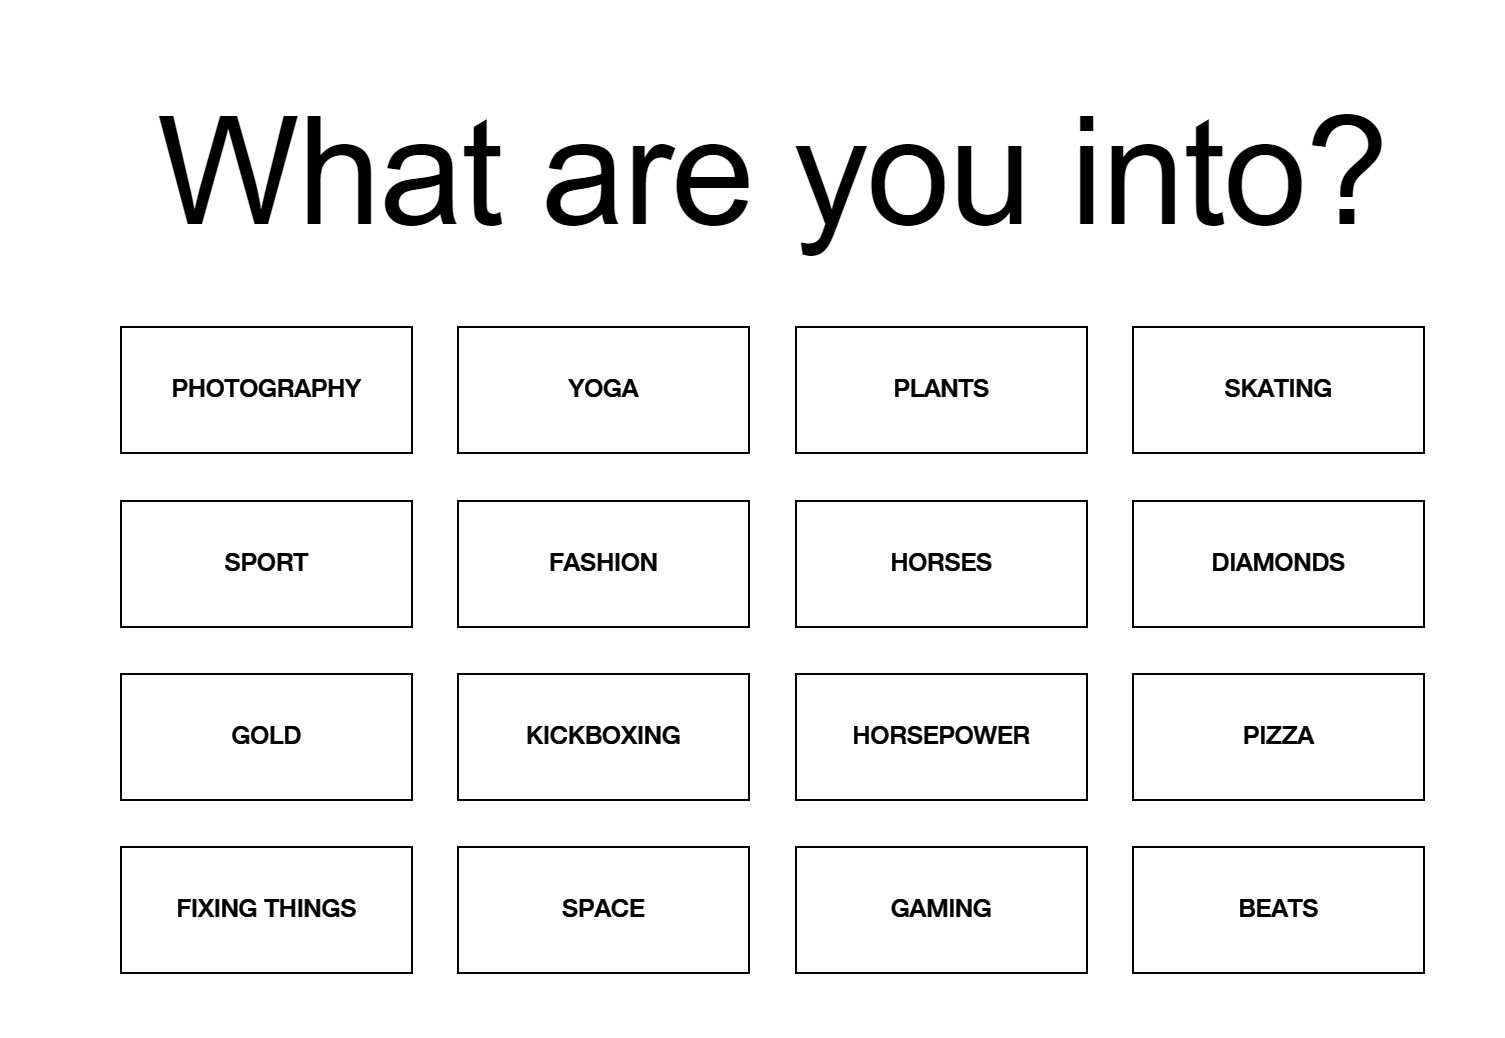 What are you into?
PHOTOGRAPHY
YOGA
PLANTS
SKATING
SPORT
FASHION
HORSES
DIAMONDS
GOLD
KICKBOXING
HORSEPOWER
PIZZA
FIXING THINGS
SPACE
GAMING
BEATS